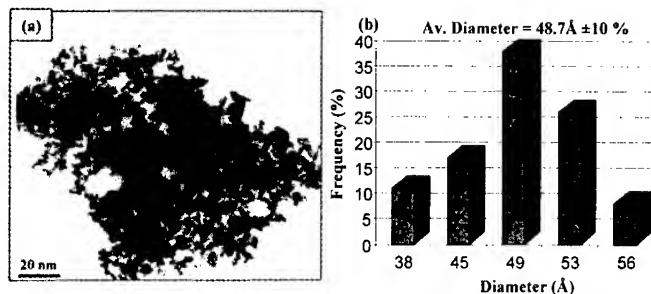 (a)
20 nm
(b)
Av. Diameter = 48.7Å ±10 %
Frequency (%)
40
35
30
25
20
15
10
5
0
38 45 49 53 56
Diameter (Å)